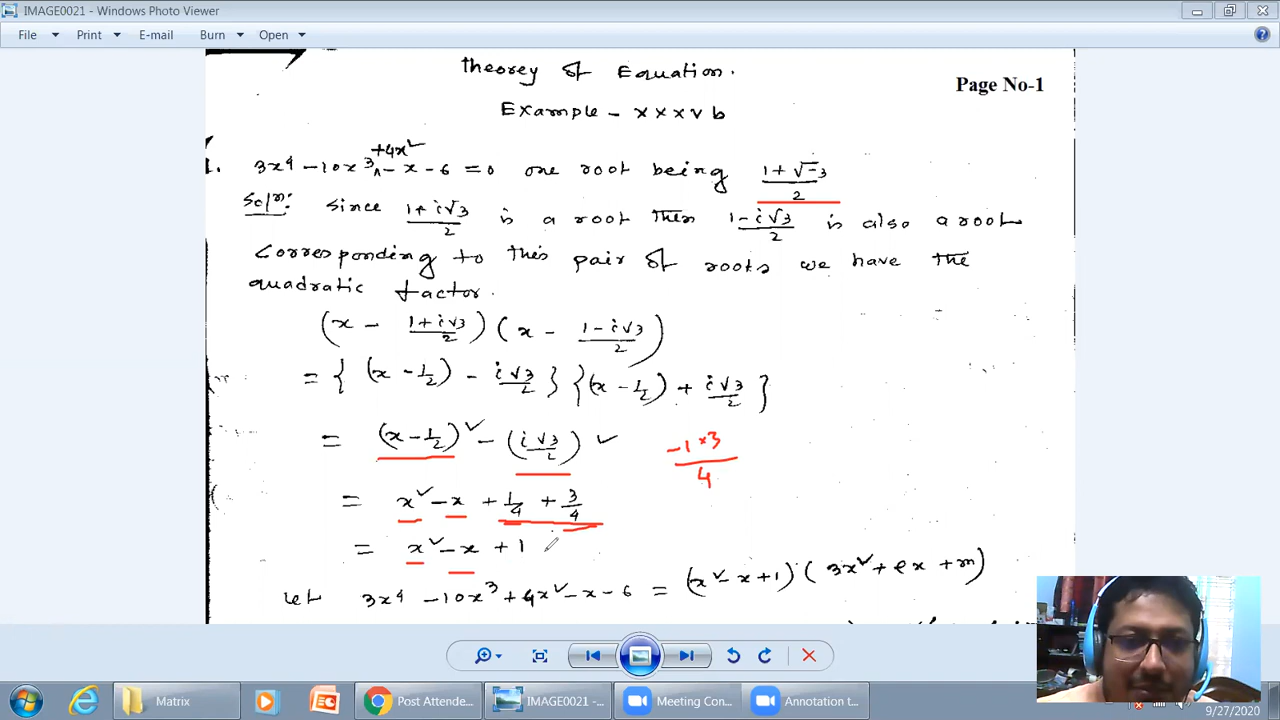 IMAGE0021 - Windows Photo Viewer
File Print E-mail Burn Open
Theorey of Equation.
Page No-1
Example - xxxv b
1. 3x⁴ - 10x³ +4x² - x - 6 = 0 one root being (1+√-3)/2
Solⁿ: Since (1+i√3)/2 is a root then (1-i√3)/2 is also a root
Corresponding to this pair of roots we have the
quadratic factor.
(x - (1+i√3)/2) (x - (1-i√3)/2)
= { (x - 1/2) - i√3/2 } { (x - 1/2) + i√3/2 }
= (x - 1/2)² - (i√3/2)²
-1×3/4
= x² - x + 1/4 + 3/4
= x² - x + 1
Let 3x⁴ - 10x³ + 4x² - x - 6 = (x² - x + 1) (3x² + lx + m)
Matrix
Post Attende...
IMAGE0021 -...
Meeting Con...
Annotation t...
9/27/2020